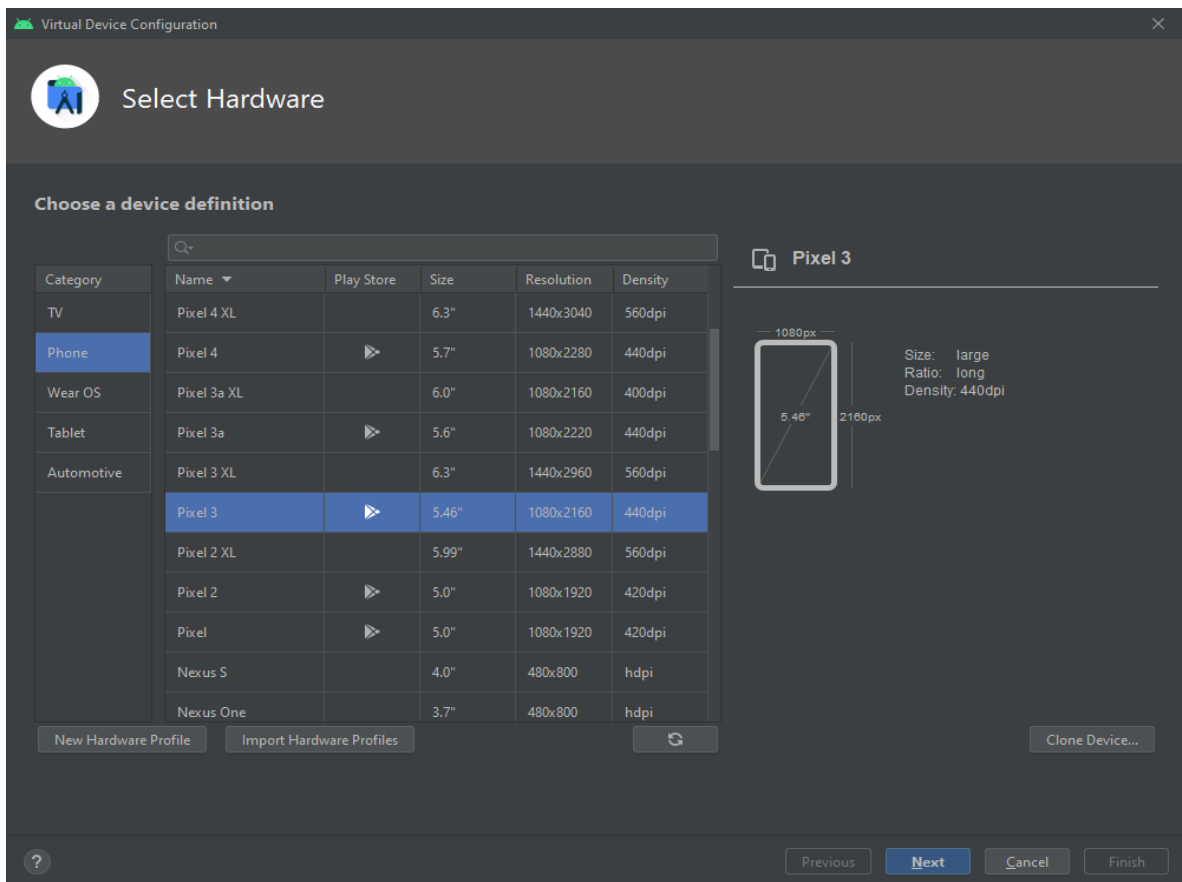 Virtual Device Configuration
Select Hardware
Choose a device definition
Category
TV
Phone
Wear OS
Tablet
Automotive
Name Play Store Size Resolution Density
Pixel 4 XL 6.3" 1440x3040 560dpi
Pixel 4 5.7" 1080x2280 440dpi
Pixel 3a XL 6.0" 1080x2160 400dpi
Pixel 3a 5.6" 1080x2220 440dpi
Pixel 3 XL 6.3" 1440x2960 560dpi
Pixel 3 5.46" 1080x2160 440dpi
Pixel 2 XL 5.99" 1440x2880 560dpi
Pixel 2 5.0" 1080x1920 420dpi
Pixel 5.0" 1080x1920 420dpi
Nexus S 4.0" 480x800 hdpi
Nexus One 3.7" 480x800 hdpi
New Hardware Profile Import Hardware Profiles
Pixel 3
1080px
5.46"
2160px
Size: large
Ratio: long
Density: 440dpi
Clone Device...
? Previous Next Cancel Finish